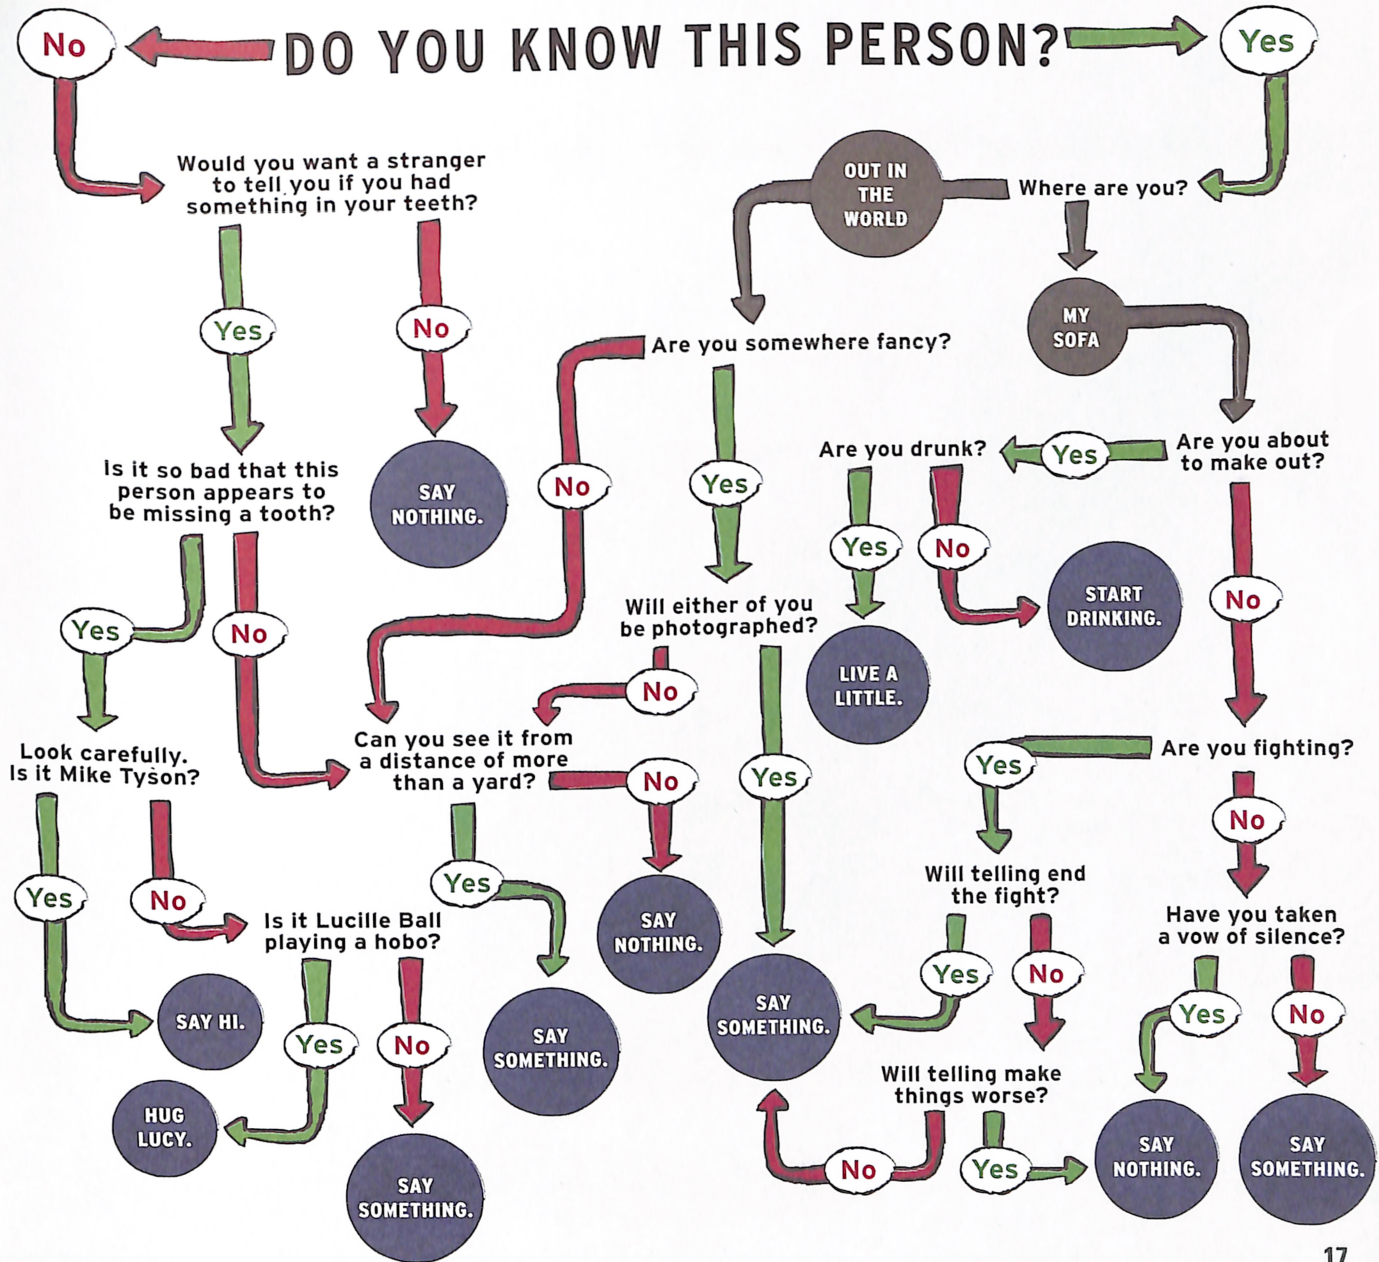 No
DO YOU KNOW THIS PERSON?
Yes
Would you want a stranger
to tell you if you had
something in your teeth?
OUT IN
THE
WORLD
Where are you?
Yes
No
MY
SOFA
Are you somewhere fancy?
Is it so bad that this
person appears to
be missing a tooth?
SAY
NOTHING.
No
Yes
Are you drunk?
Yes
Are you about
to make out?
Yes
No
START
DRINKING.
No
Yes
No
Will either of you
be photographed?
LIVE A
LITTLE.
No
Look carefully.
Is it Mike Tyson?
Can you see it from
a distance of more
than a yard?
No
Yes
Yes
Are you fighting?
No
Yes
No
Yes
Is it Lucille Ball
playing a hobo?
SAY
NOTHING.
Will telling end
the fight?
Have you taken
a vow of silence?
SAY HI.
Yes
No
SAY
SOMETHING.
SAY
SOMETHING.
Yes
No
Yes
No
HUG
LUCY.
SAY
SOMETHING.
Will telling make
things worse?
No
Yes
SAY
NOTHING.
SAY
SOMETHING.
17